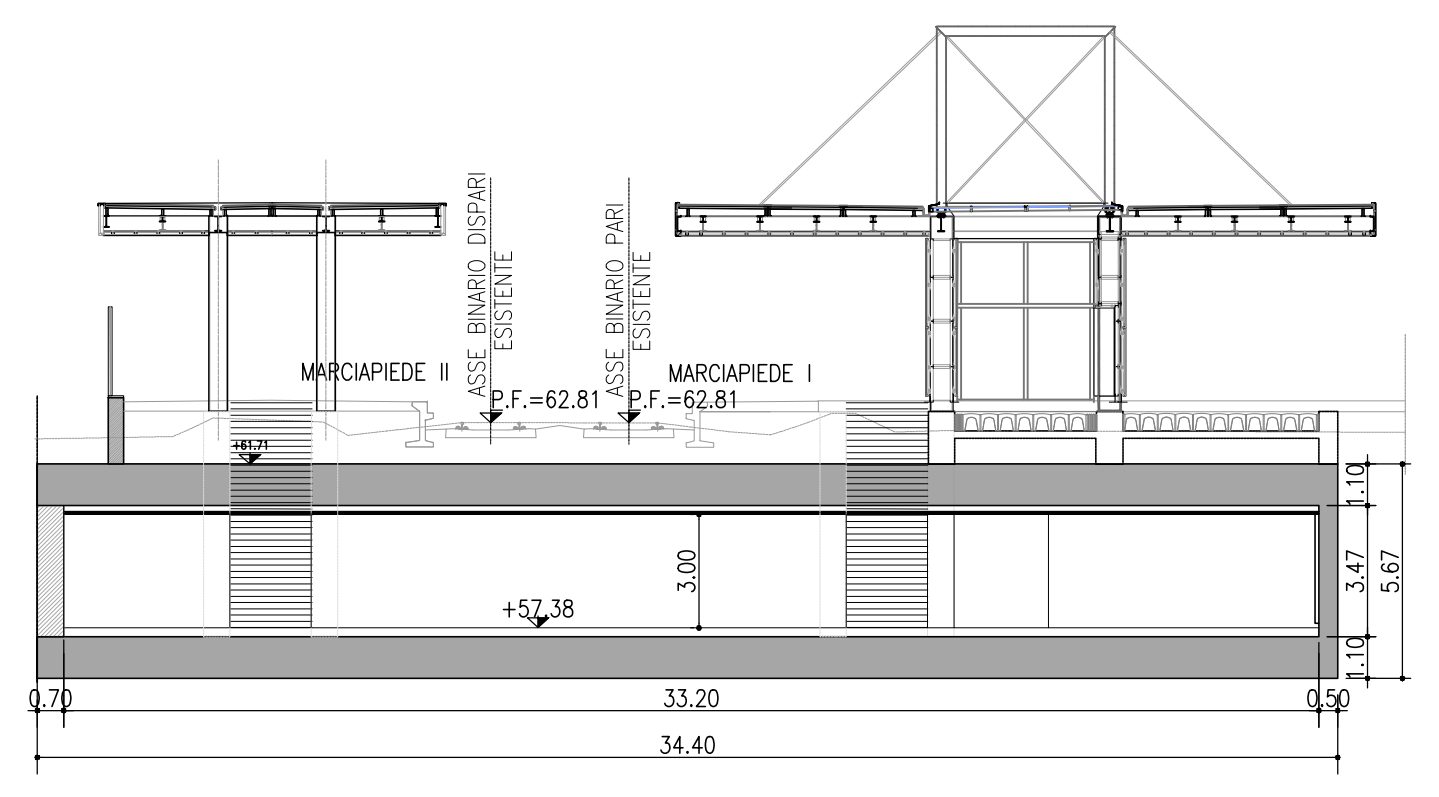 ASSE BINARIO DISPARI
ESISTENTE
ASSE BINARIO PARI
ESISTENTE
MARCIAPIEDE II
MARCIAPIEDE I
P.F.=62.81
P.F.=62.81
+61.71
1.10
3.00
3.47
5.67
+57.38
1.10
0.70
33.20
0.50
34.40